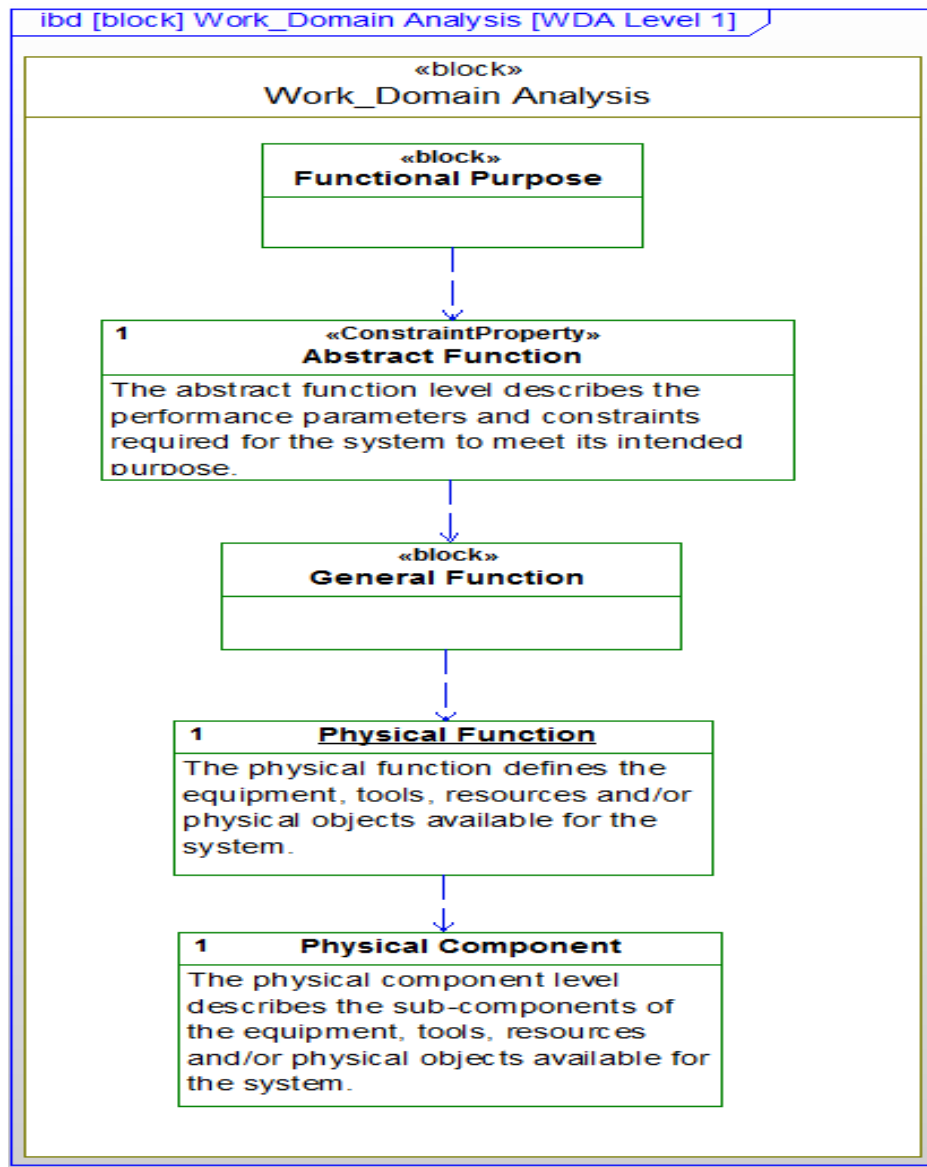 ibd [block] Work_Domain Analysis [WDA Level 1]
«block»
Work_Domain Analysis
«block»
Functional Purpose
1 «ConstraintProperty»
Abstract Function
The abstract function level describes the
performance parameters and constraints
required for the system to meet its intended
purpose.
«block»
General Function
1 Physical Function
The physical function defines the
equipment, tools, resources and/or
physical objects available for the
system.
1 Physical Component
The physical component level
describes the sub-components of
the equipment, tools, resources
and/or physical objects available for
the system.